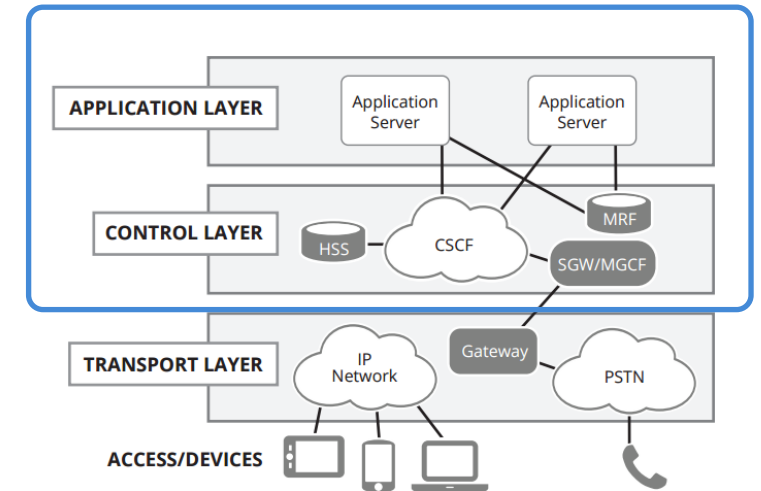 APPLICATION LAYER
Application
Server
Application
Server
CONTROL LAYER
HSS
CSCF
MRF
SGW/MGCF
TRANSPORT LAYER
IP
Network
Gateway
PSTN
ACCESS/DEVICES